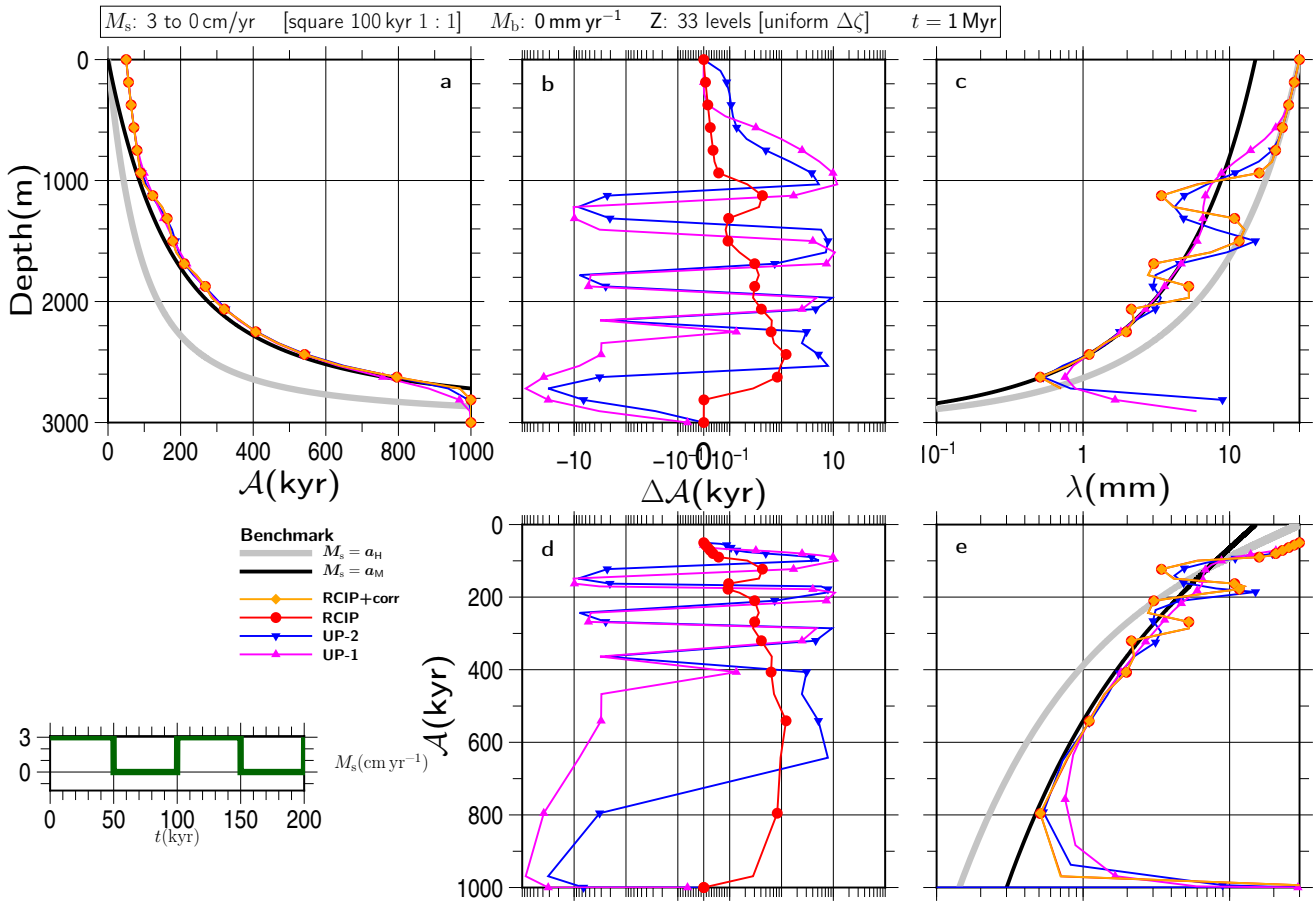 Mₛ: 3 to 0 cm/yr [square 100 kyr 1 : 1] M_b: 0 mm yr⁻¹ Z: 33 levels [uniform Δζ] t = 1 Myr
a b c
0
1000
2000
3000
Depth(m)
0 200 400 600 800 1000
𝒜(kyr)
−10 −10⁻¹ 0 10⁻¹ 10
Δ𝒜(kyr)
10⁻¹ 1 10
λ(mm)
Benchmark
Mₛ = a_H
Mₛ = a_M
RCIP+corr
RCIP
UP-2
UP-1
d e
0
200
400
600
800
1000
𝒜(kyr)
3
0
Mₛ(cm yr⁻¹)
0 50 100 150 200
t(kyr)